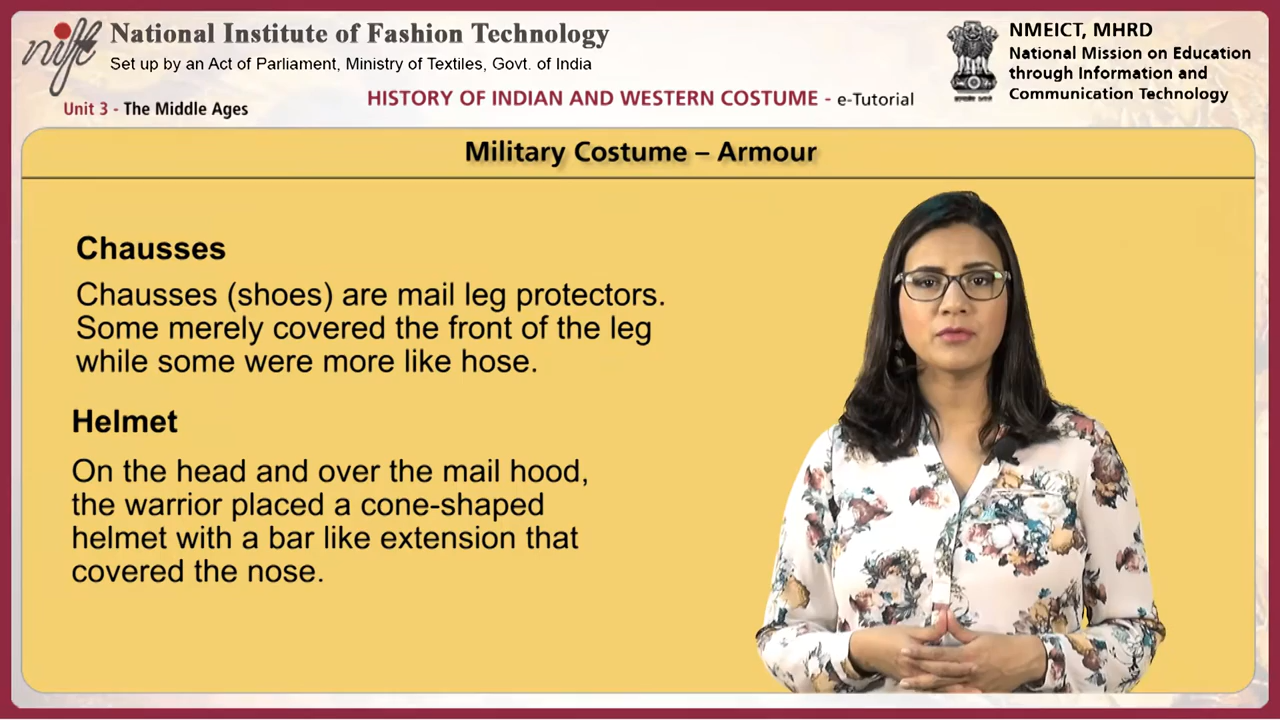 nift
National Institute of Fashion Technology
Set up by an Act of Parliament, Ministry of Textiles, Govt. of India
Unit 3 - The Middle Ages
HISTORY OF INDIAN AND WESTERN COSTUME - e-Tutorial
NMEICT, MHRD
National Mission on Education
through Information and
Communication Technology
Military Costume – Armour
Chausses
Chausses (shoes) are mail leg protectors.
Some merely covered the front of the leg
while some were more like hose.
Helmet
On the head and over the mail hood,
the warrior placed a cone-shaped
helmet with a bar like extension that
covered the nose.